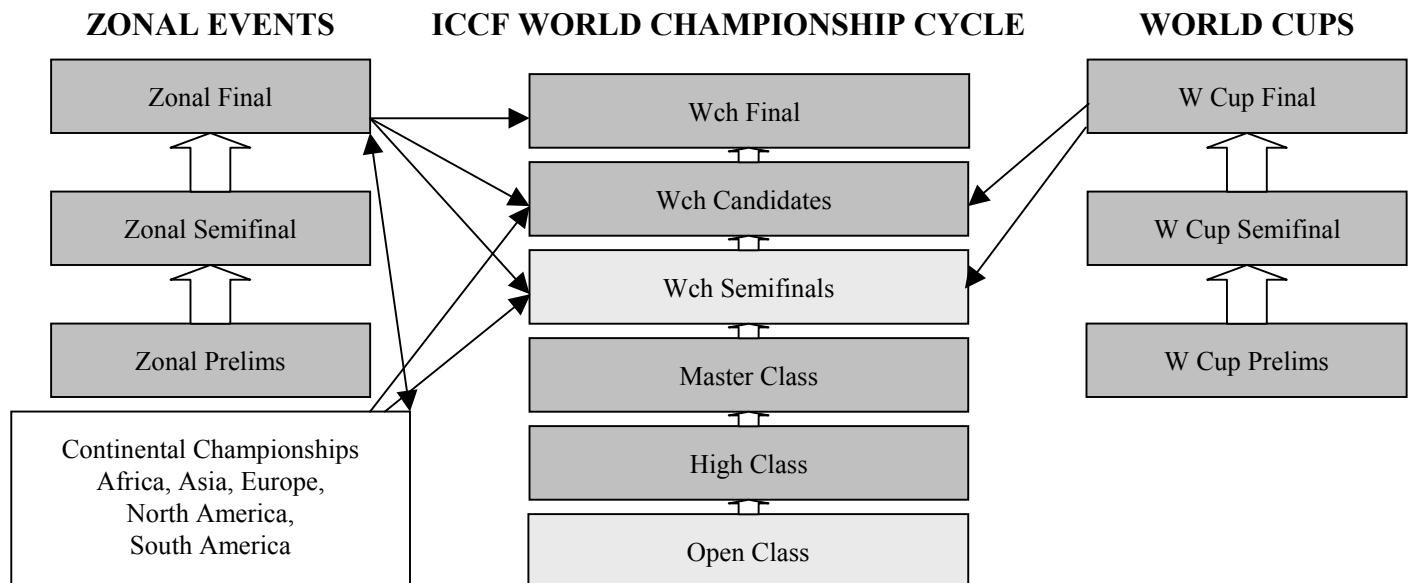 ZONAL EVENTS
ICCF WORLD CHAMPIONSHIP CYCLE
WORLD CUPS
Zonal Final
Zonal Semifinal
Zonal Prelims
Continental Championships
Africa, Asia, Europe,
North America,
South America
Wch Final
Wch Candidates
Wch Semifinals
Master Class
High Class
Open Class
W Cup Final
W Cup Semifinal
W Cup Prelims